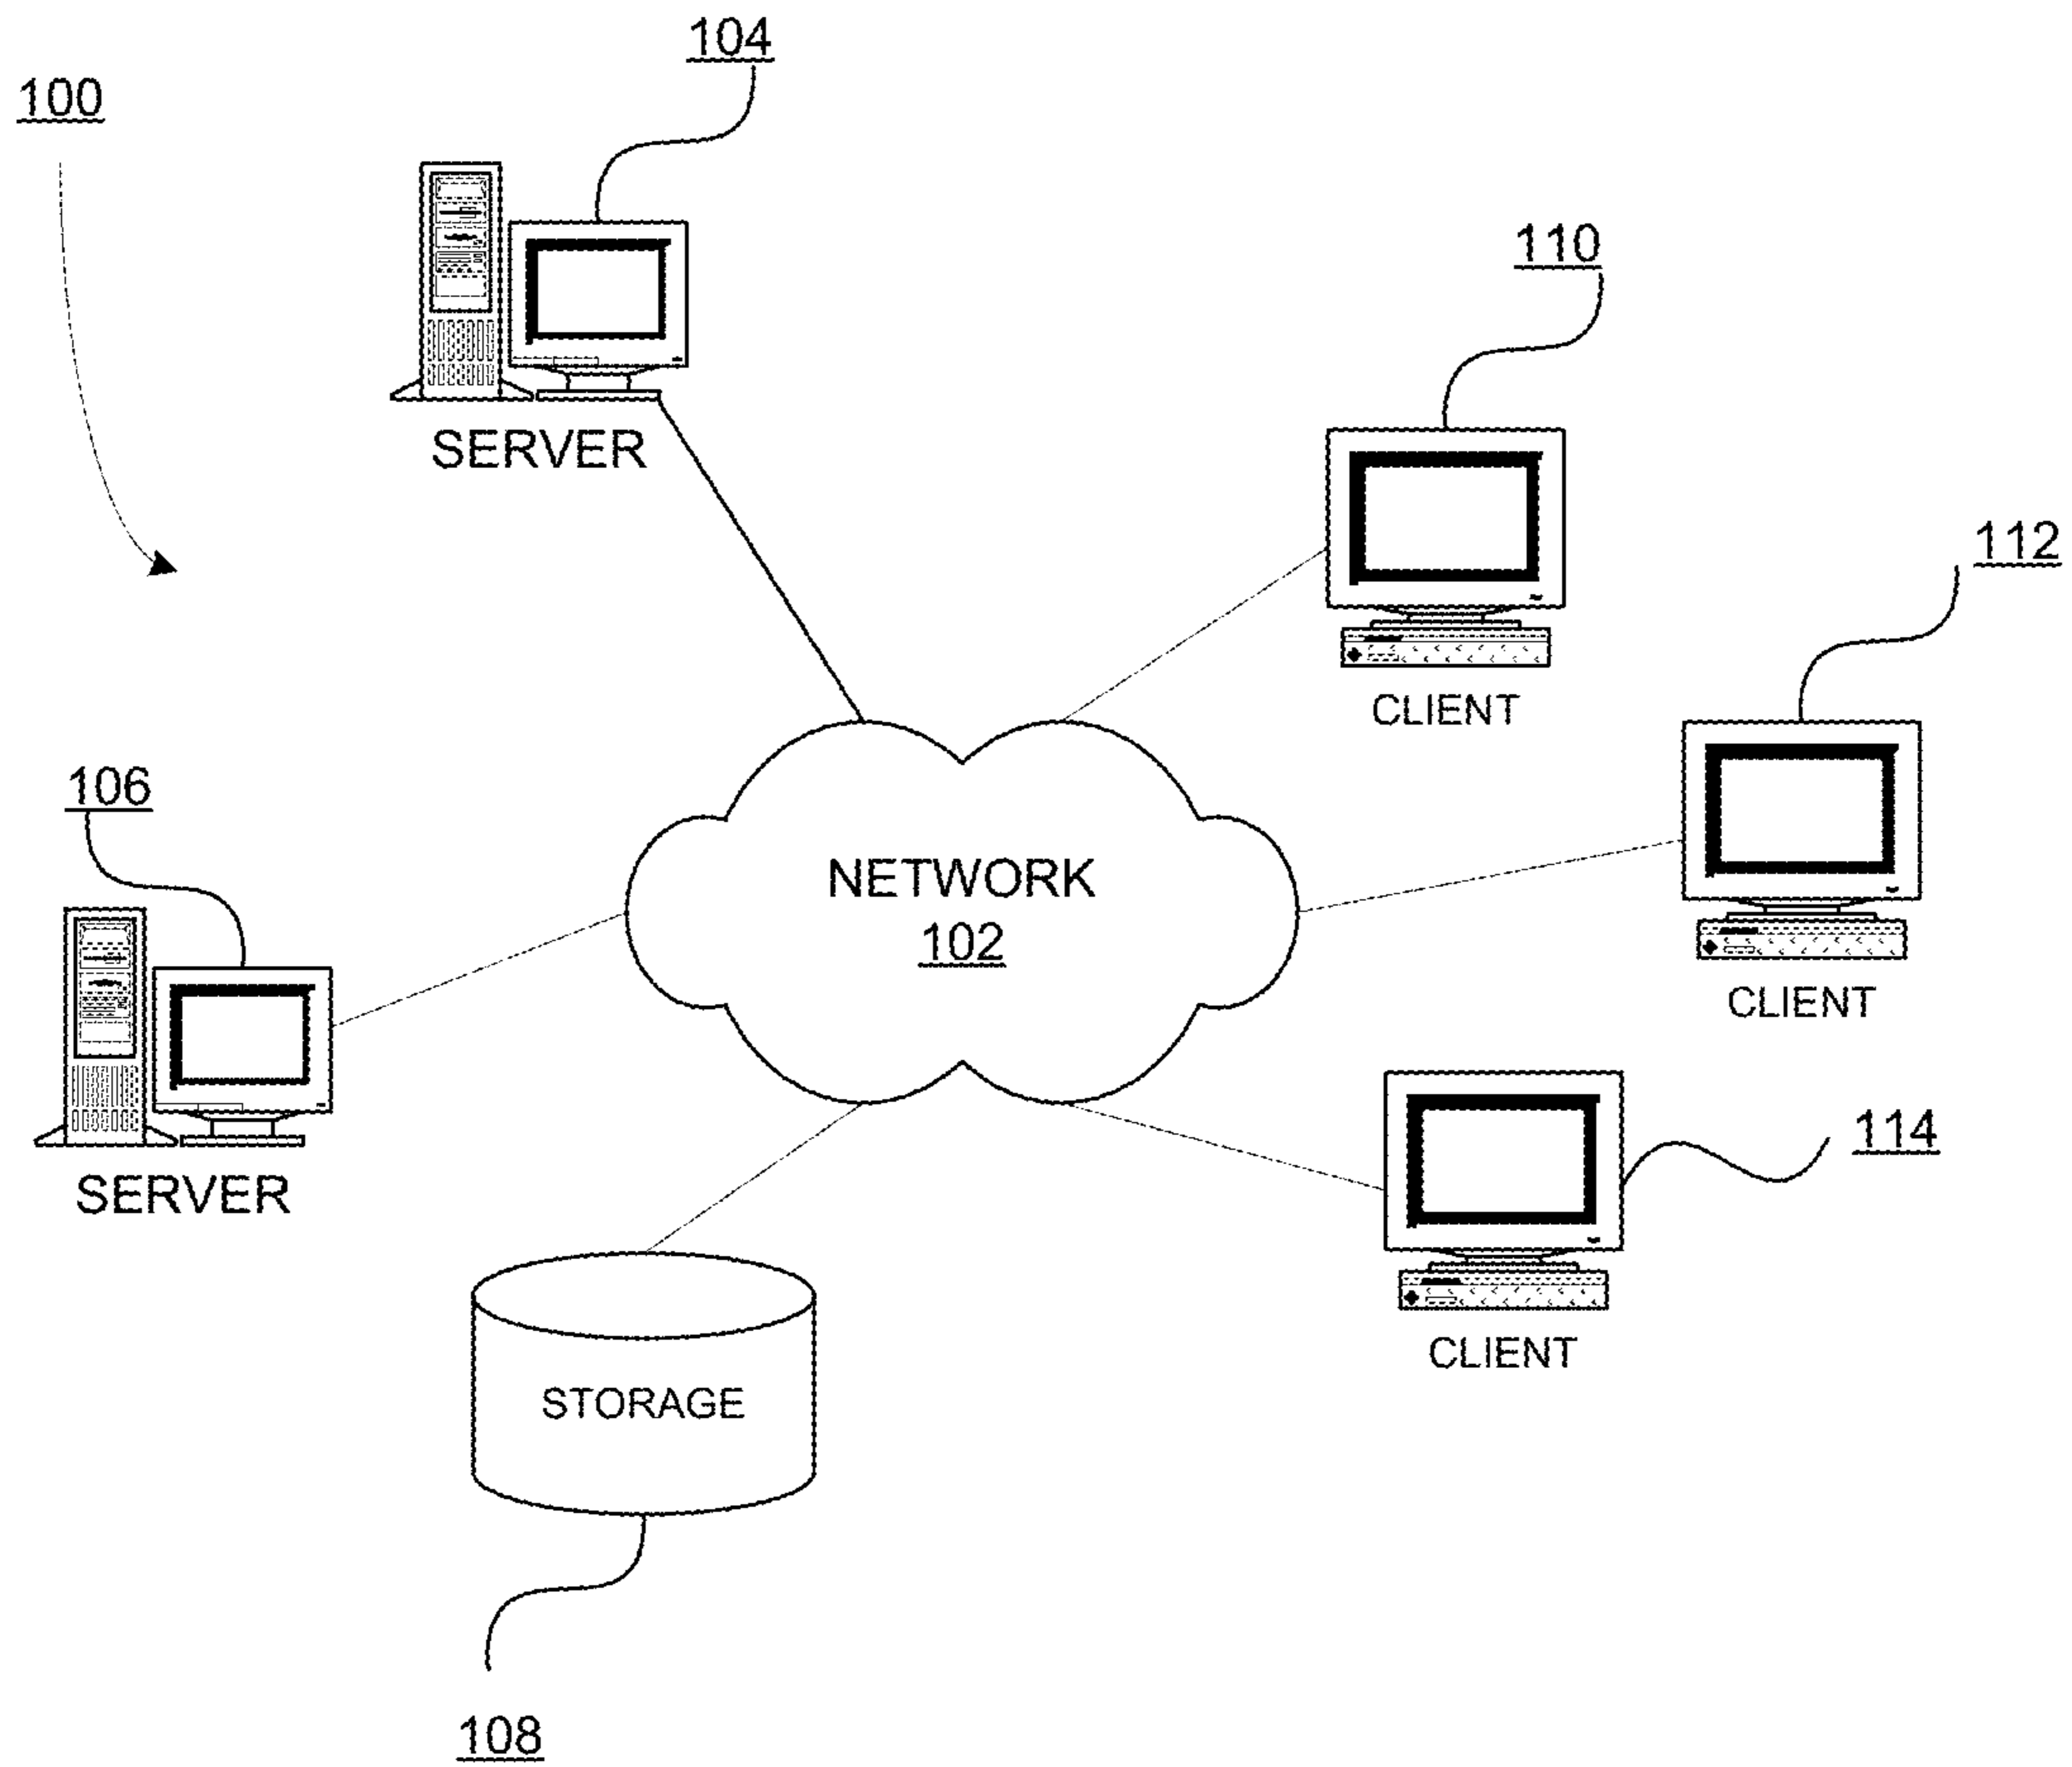 104
100
110
SERVER
112
CLIENT
106
NETWORK
102
CLIENT
114
SERVER
CLIENT
STORAGE
108